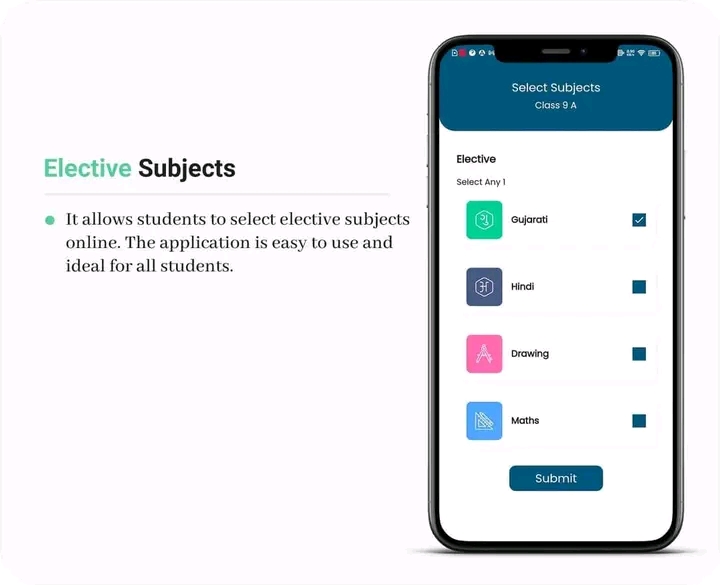 Elective Subjects
It allows students to select elective subjects
online. The application is easy to use and
ideal for all students.
Select Subjects
Class 9 A
Elective
Select Any 1
ગુ
Gujarati
अ
Hindi
Drawing
Maths
Submit